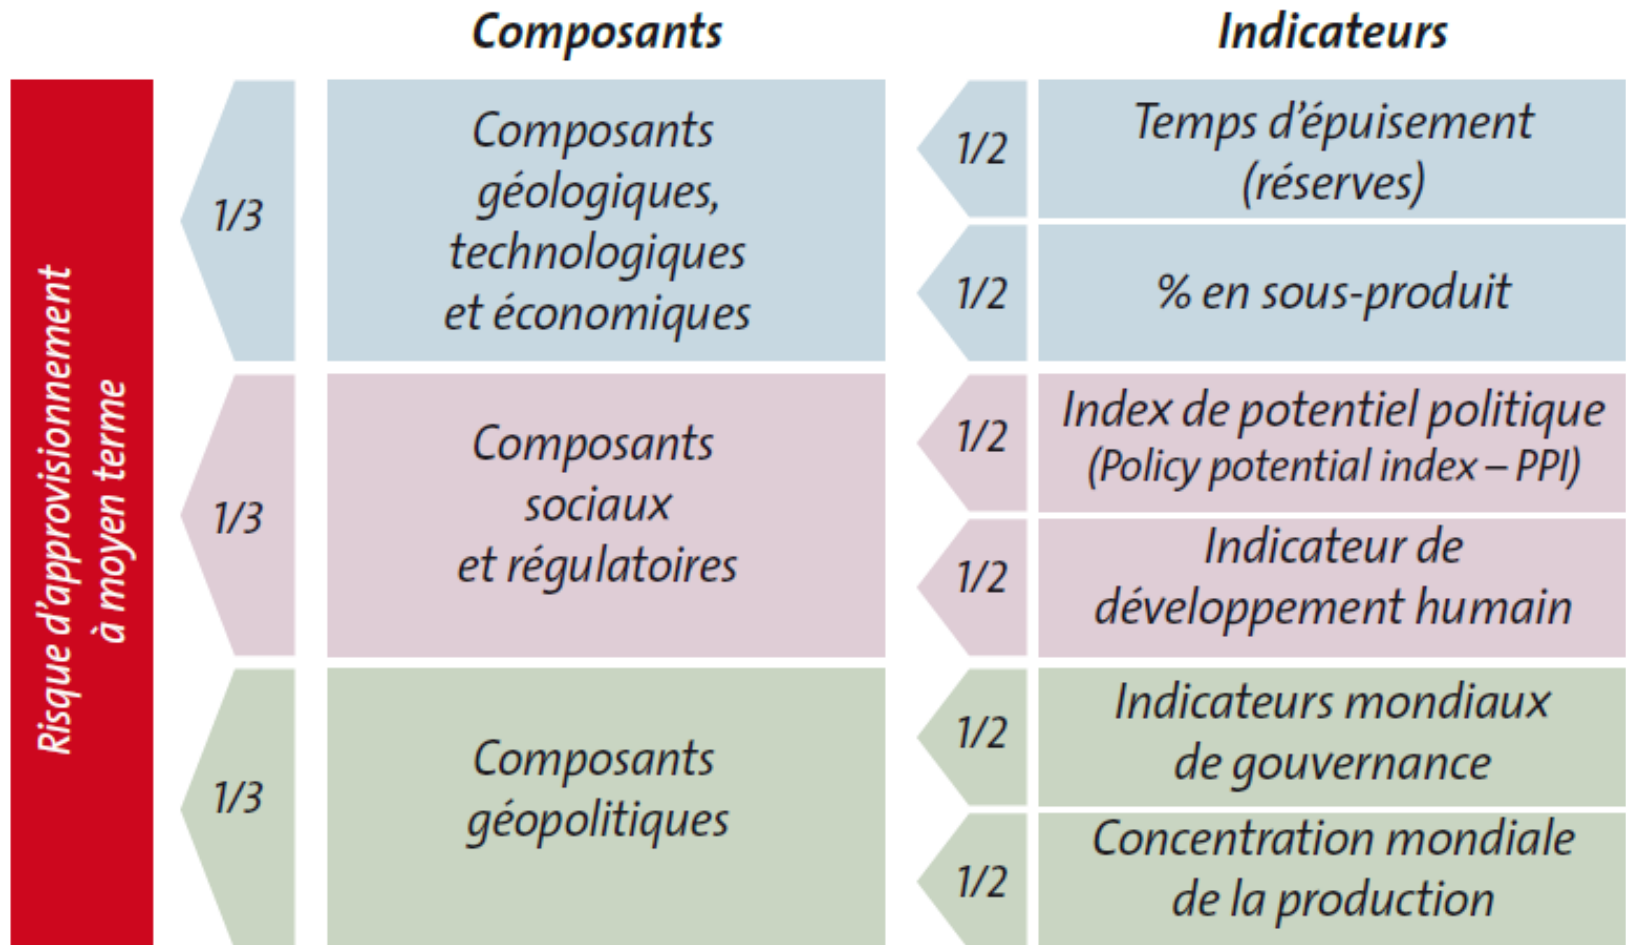 Composants
Indicateurs
Risque d'approvisionnement
à moyen terme
1/3
Composants
géologiques,
technologiques
et économiques
1/2
Temps d'épuisement
(réserves)
1/2
% en sous-produit
1/3
Composants
sociaux
et régulatoires
1/2
Index de potentiel politique
(Policy potential index – PPI)
1/2
Indicateur de
développement humain
1/3
Composants
géopolitiques
1/2
Indicateurs mondiaux
de gouvernance
1/2
Concentration mondiale
de la production